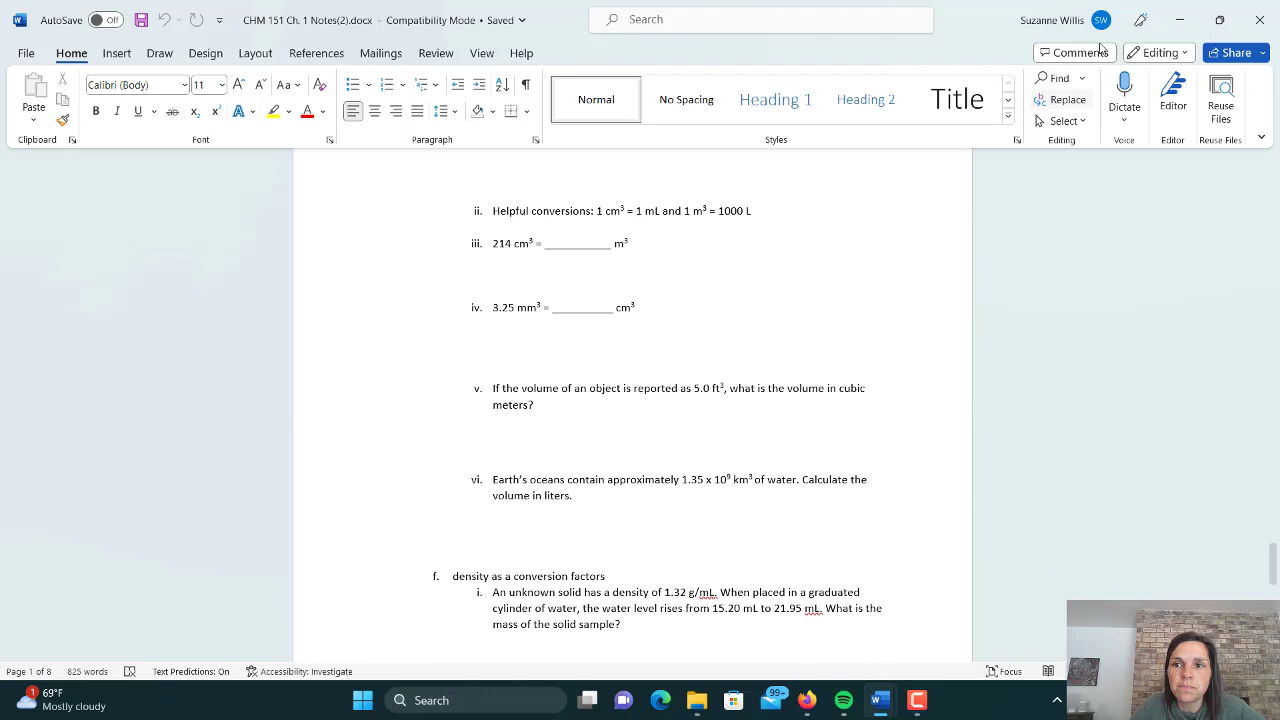 AutoSave Off CHM 151 Ch. 1 Notes(2).docx - Compatibility Mode • Saved Search Suzanne Willis SW
File Home Insert Draw Design Layout References Mailings Review View Help Comments Editing Share
Paste Calibri (Body) 11 Aa Normal No Spacing Heading 1 Heading 2 Title Find Replace Select Dictate Editor Reuse Files
Clipboard Font Paragraph Styles Editing Voice Editor Reuse Files
ii. Helpful conversions: 1 cm³ = 1 mL and 1 m³ = 1000 L
iii. 214 cm³ = ___________ m³
iv. 3.25 mm³ = __________ cm³
v. If the volume of an object is reported as 5.0 ft³, what is the volume in cubic
meters?
vi. Earth’s oceans contain approximately 1.35 x 10⁹ km³ of water. Calculate the
volume in liters.
f. density as a conversion factors
i. An unknown solid has a density of 1.32 g/mL. When placed in a graduated
cylinder of water, the water level rises from 15.20 mL to 21.95 mL. What is the
mass of the solid sample?
Page 1 of 8 825 words Text Predictions: On Accessibility: Investigate Focus
1 69°F
Mostly cloudy
Search
99+